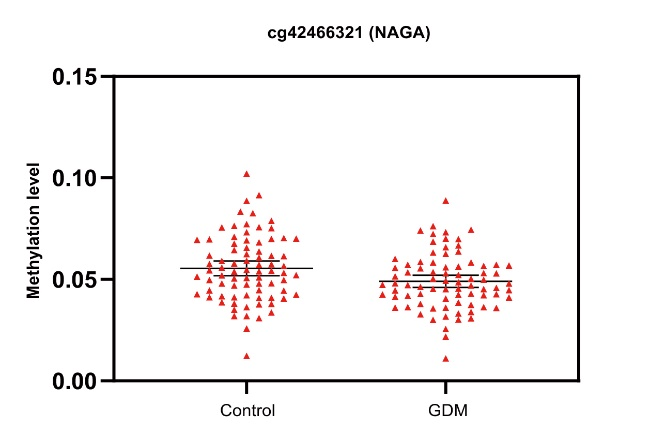 cg42466321 (NAGA)
0.15
0.10
0.05
0.00
Methylation level
Control
GDM